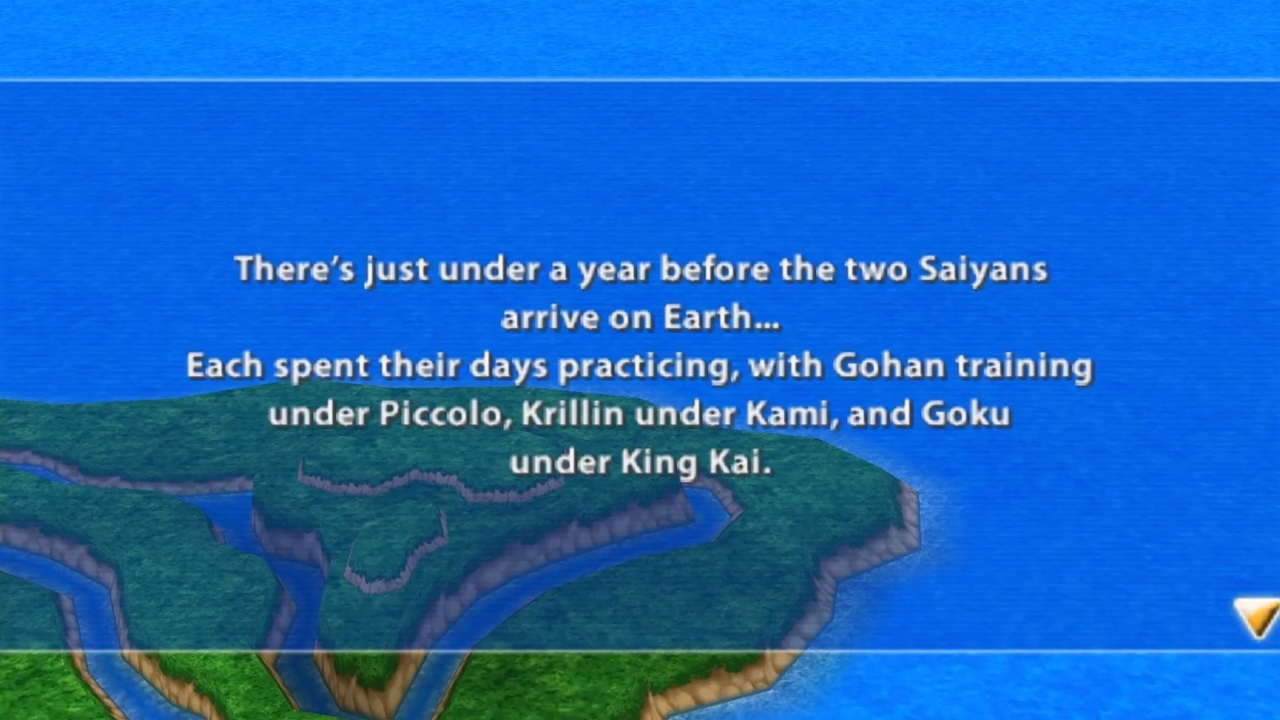 There's just under a year before the two Saiyans
arrive on Earth...
Each spent their days practicing, with Gohan training
under Piccolo, Krillin under Kami, and Goku
under King Kai.